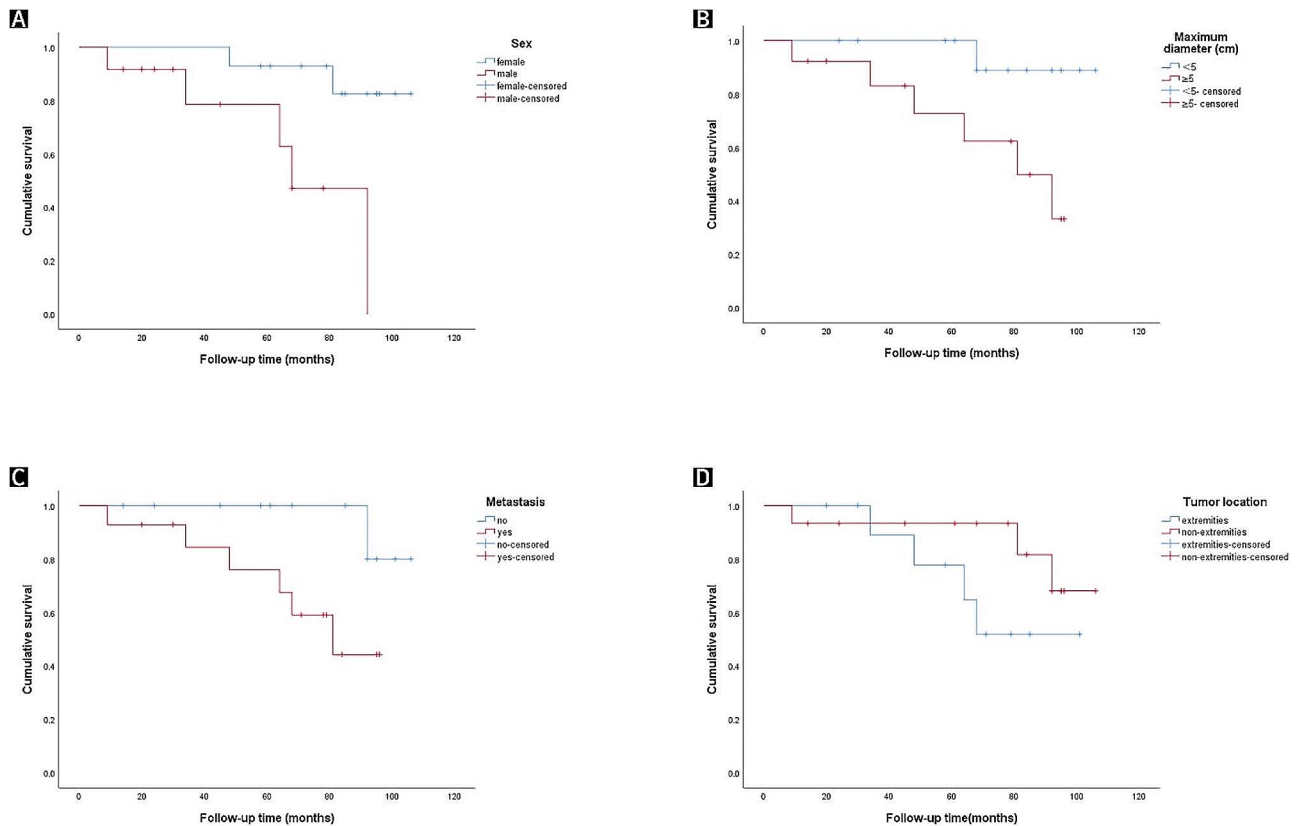 A
Sex
female
male
female-censored
male-censored
1.0
0.8
0.6
0.4
0.2
0.0
Cumulative survival
0 20 40 60 80 100 120
Follow-up time (months)
B
Maximum
diameter (cm)
<5
≥5
<5- censored
≥5- censored
1.0
0.8
0.6
0.4
0.2
0.0
Cumulative survival
0 20 40 60 80 100 120
Follow-up time (months)
C
Metastasis
no
yes
no-censored
yes-censored
1.0
0.8
0.6
0.4
0.2
0.0
Cumulative survival
0 20 40 60 80 100 120
Follow-up time (months)
D
Tumor location
extremities
non-extremities
extremities-censored
non-extremities-censored
1.0
0.8
0.6
0.4
0.2
0.0
Cumulative survival
0 20 40 60 80 100 120
Follow-up time(months)